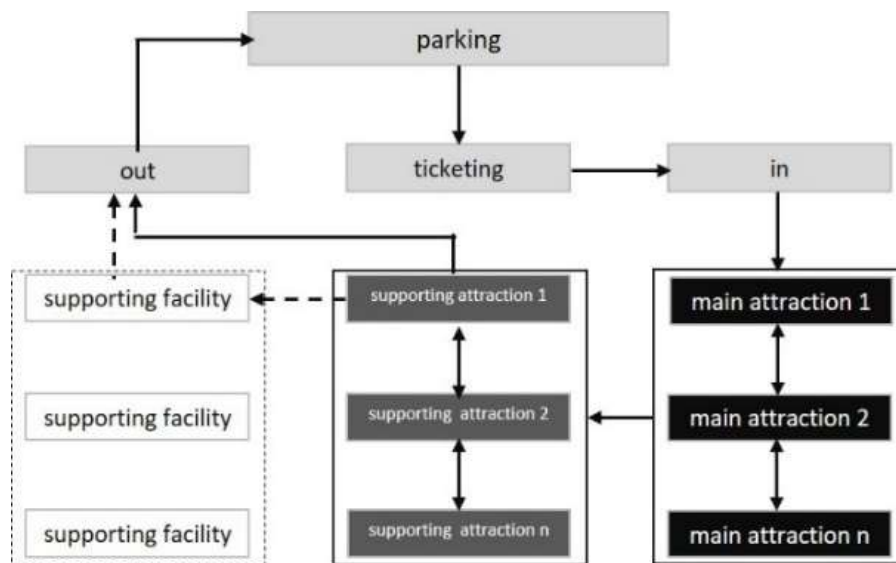 parking
out
ticketing
in
supporting facility
supporting attraction 1
main attraction 1
supporting facility
supporting attraction 2
main attraction 2
supporting facility
supporting attraction n
main attraction n